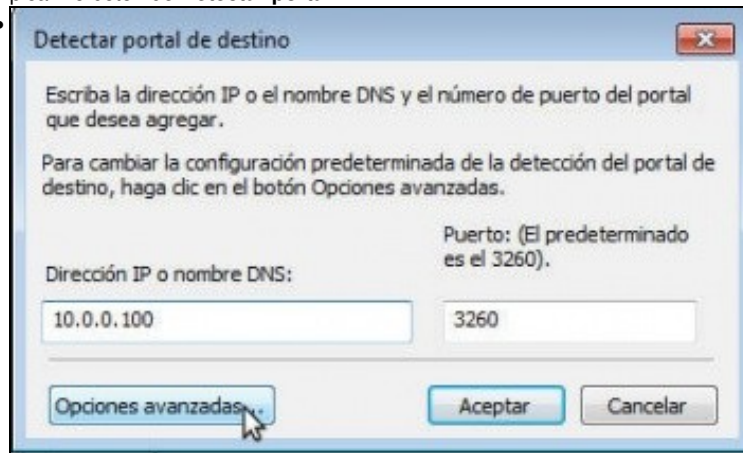 Detectar portal de destino
Escriba la dirección IP o el nombre DNS y el número de puerto del portal
que desea agregar.
Para cambiar la configuración predeterminada de la detección del portal de
destino, haga clic en el botón Opciones avanzadas.
Dirección IP o nombre DNS:
Puerto: (El predeterminado
es el 3260).
10.0.0.100
3260
Opciones avanzadas...
Aceptar
Cancelar